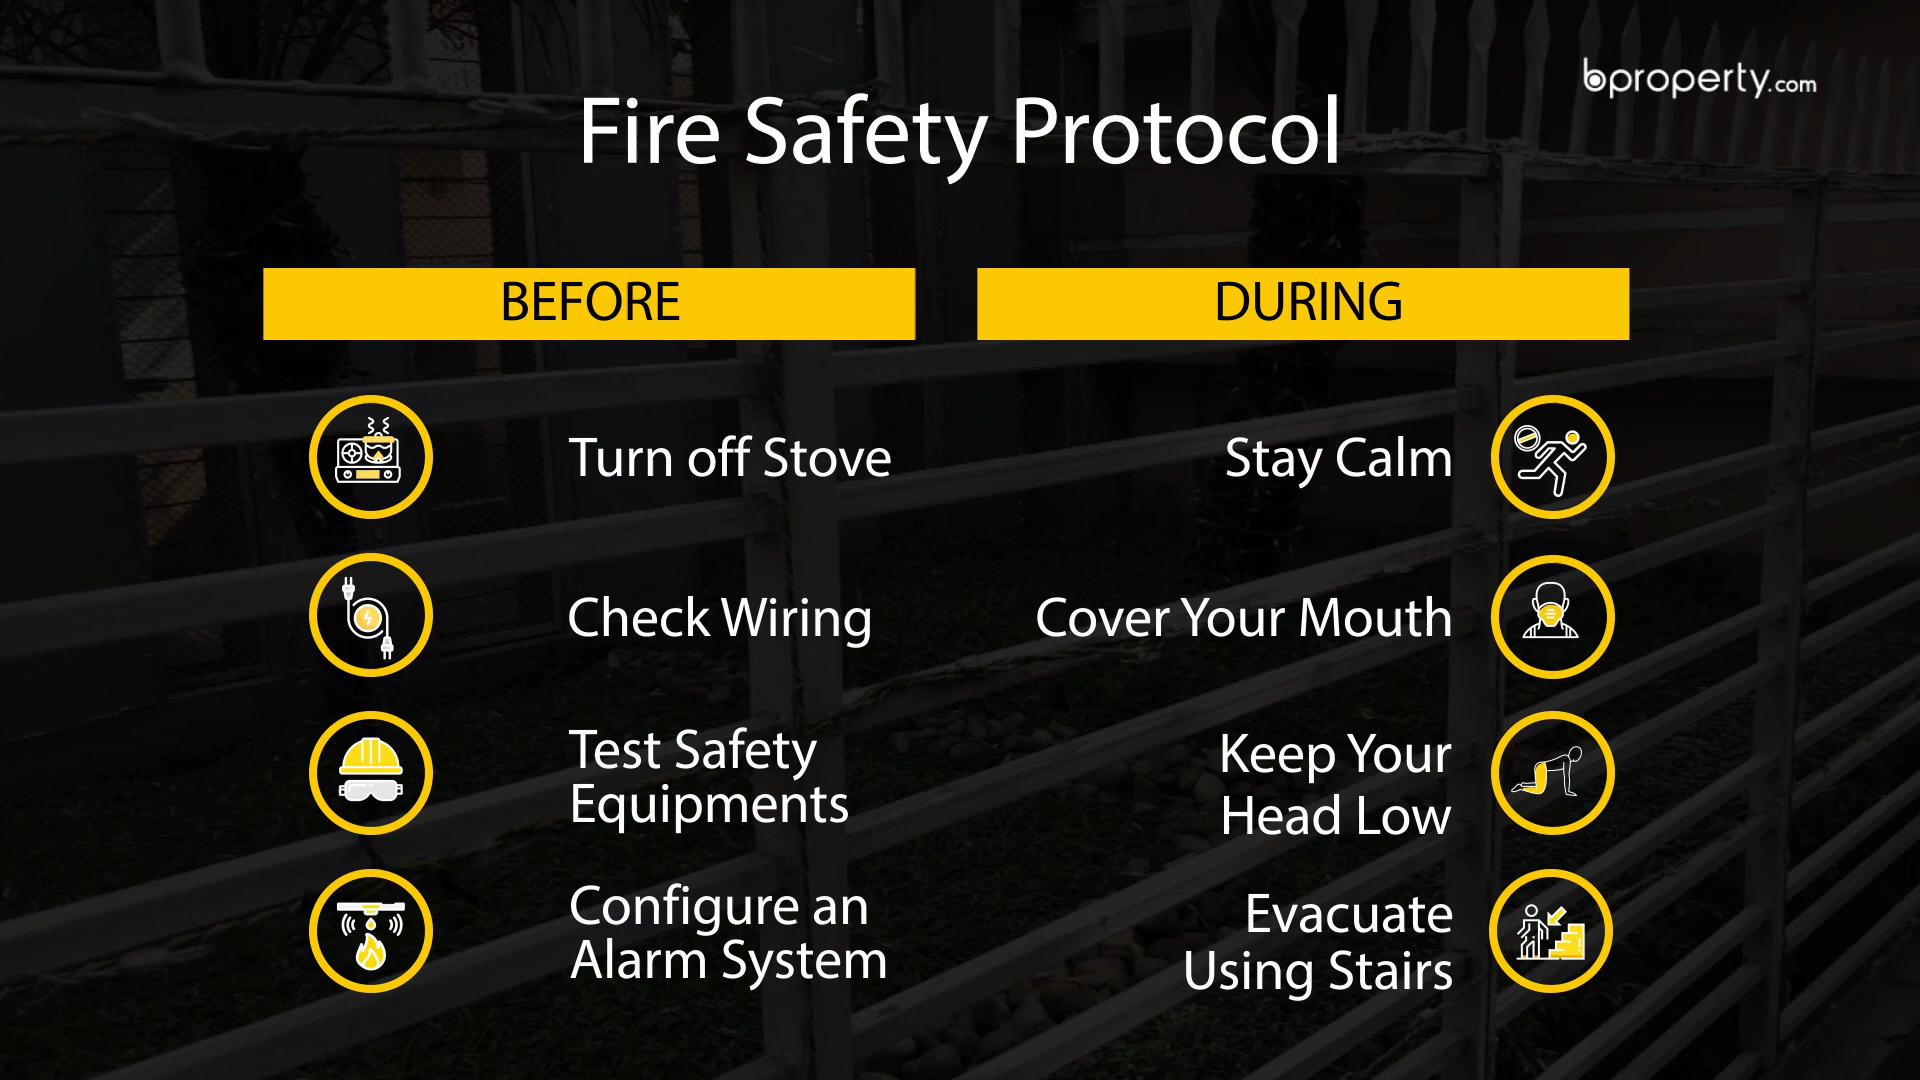 bproperty.com
Fire Safety Protocol
BEFORE
Turn off Stove
Check Wiring
Test Safety
Equipments
Configure an
Alarm System
DURING
Stay Calm
Cover Your Mouth
Keep Your
Head Low
Evacuate
Using Stairs